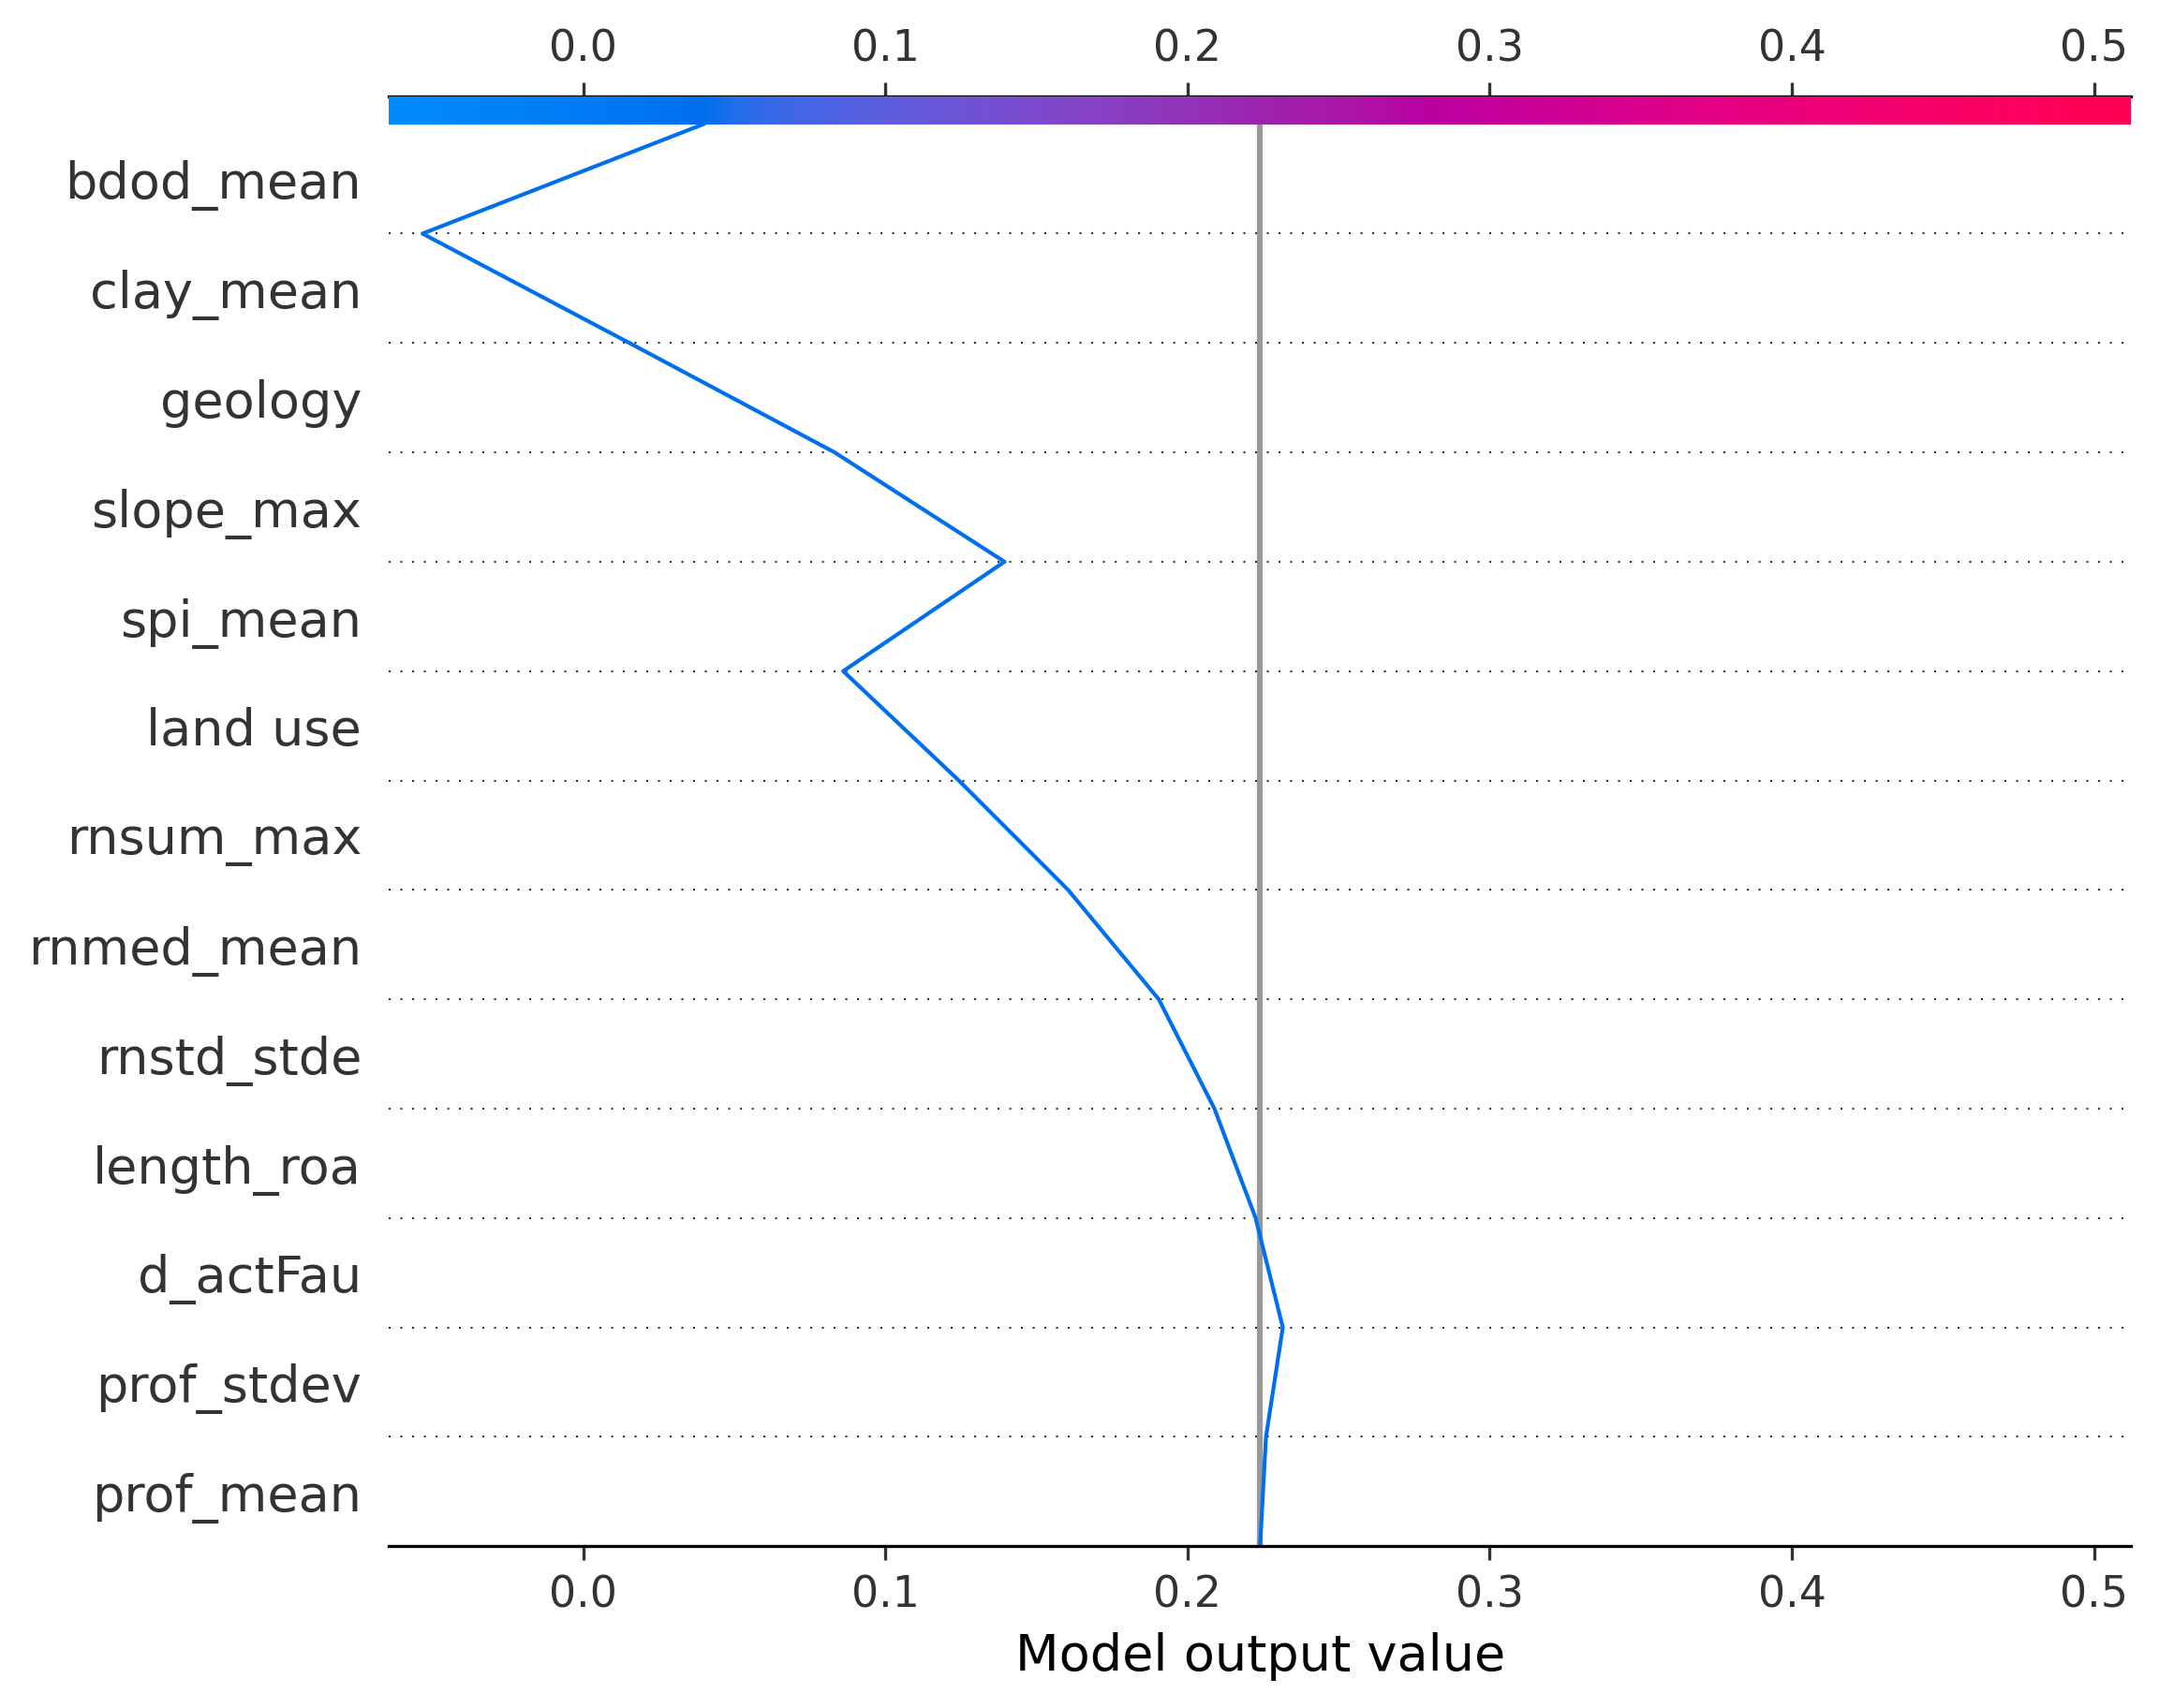 0.0 0.1 0.2 0.3 0.4 0.5
bdod_mean
clay_mean
geology
slope_max
spi_mean
land use
rnsum_max
rnmed_mean
rnstd_stde
length_roa
d_actFau
prof_stdev
prof_mean
0.0 0.1 0.2 0.3 0.4 0.5
Model output value